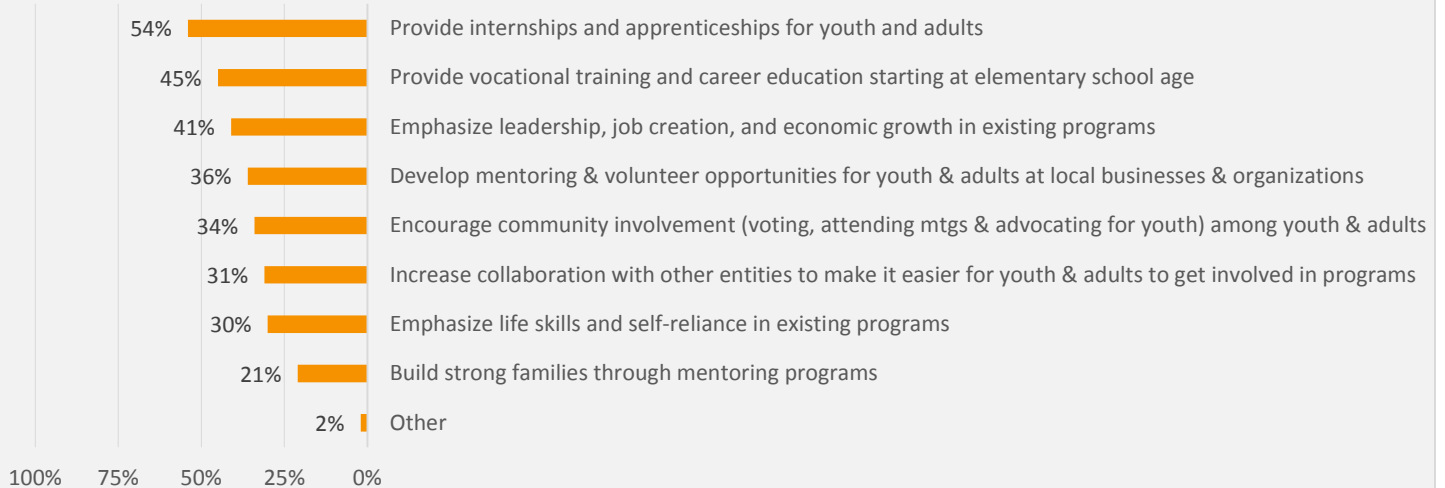 54% Provide internships and apprenticeships for youth and adults
45% Provide vocational training and career education starting at elementary school age
41% Emphasize leadership, job creation, and economic growth in existing programs
36% Develop mentoring & volunteer opportunities for youth & adults at local businesses & organizations
34% Encourage community involvement (voting, attending mtgs & advocating for youth) among youth & adults
31% Increase collaboration with other entities to make it easier for youth & adults to get involved in programs
30% Emphasize life skills and self-reliance in existing programs
21% Build strong families through mentoring programs
2% Other
100% 75% 50% 25% 0%